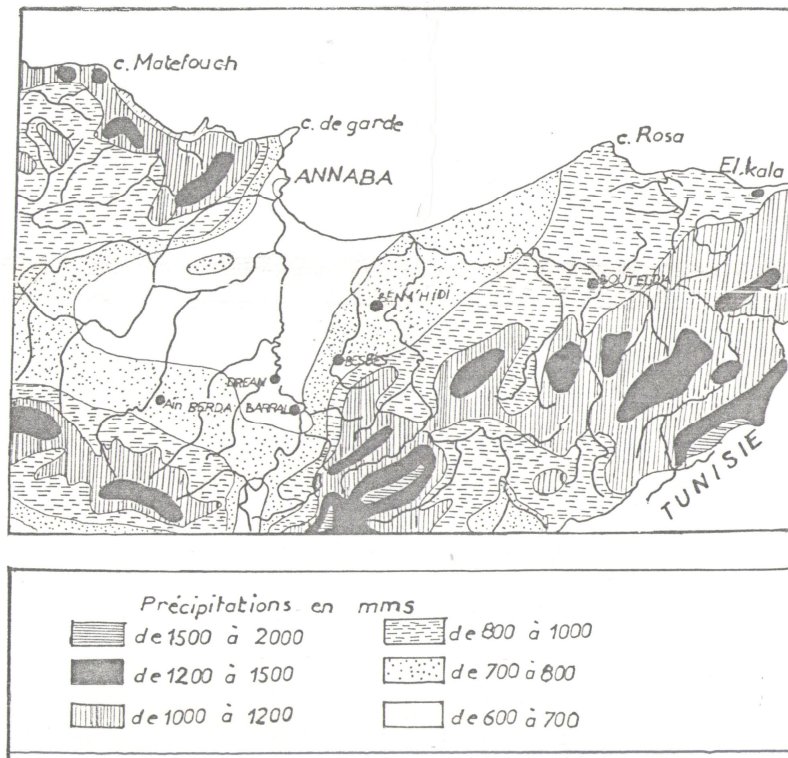 c. Matefouch
c. de garde
ANNABA
c. Rosa
El.kala
BEN M'HIDI
BOUTELDJA
BESBES
DREAN
Ain BERDA
BARRAL
TUNISIE
Précipitations en mms
de 1500 à 2000
de 1200 à 1500
de 1000 à 1200
de 800 à 1000
de 700 à 800
de 600 à 700